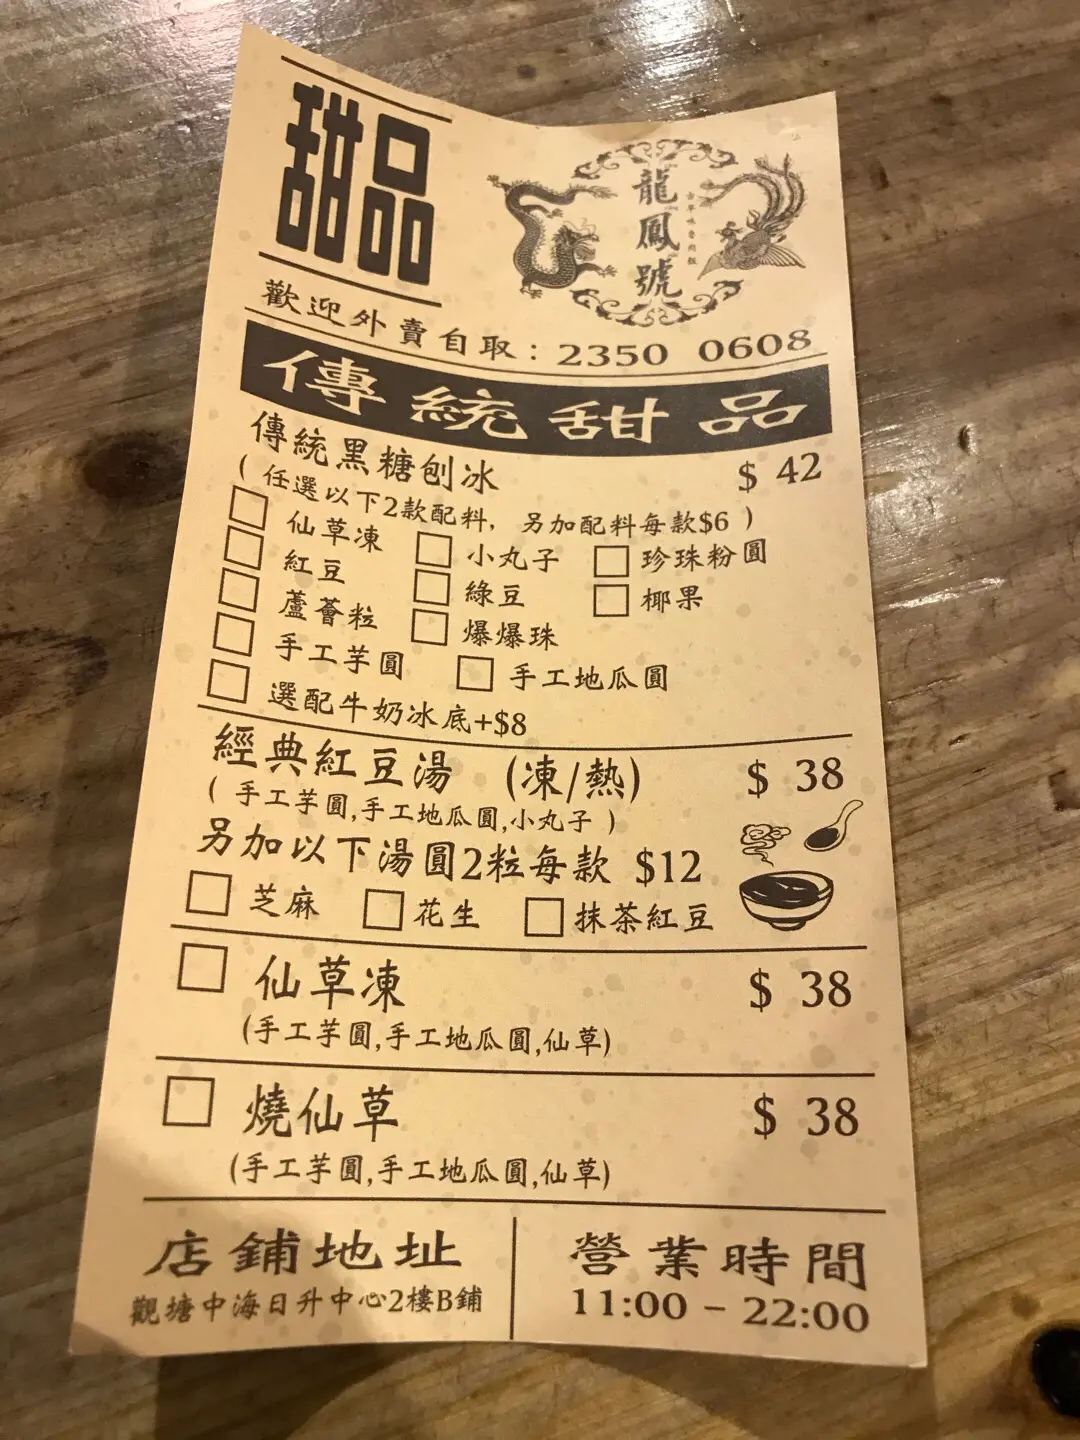 甜品
龍鳳號
古早味魯肉飯
歡迎外賣自取：2350 0608
傳統甜品
傳統黑糖刨冰 $ 42
( 任選以下2款配料, 另加配料每款$6 )
仙草凍 小丸子 珍珠粉圓
紅豆 綠豆 椰果
蘆薈粒 爆爆珠
手工芋圓 手工地瓜圓
選配牛奶冰底+$8
經典紅豆湯 (凍/熱) $ 38
( 手工芋圓,手工地瓜圓,小丸子 )
另加以下湯圓2粒每款 $12
芝麻 花生 抹茶紅豆
仙草凍 $ 38
(手工芋圓,手工地瓜圓,仙草)
燒仙草 $ 38
(手工芋圓,手工地瓜圓,仙草)
店鋪地址
觀塘中海日升中心2樓B鋪
營業時間
11:00 - 22:00